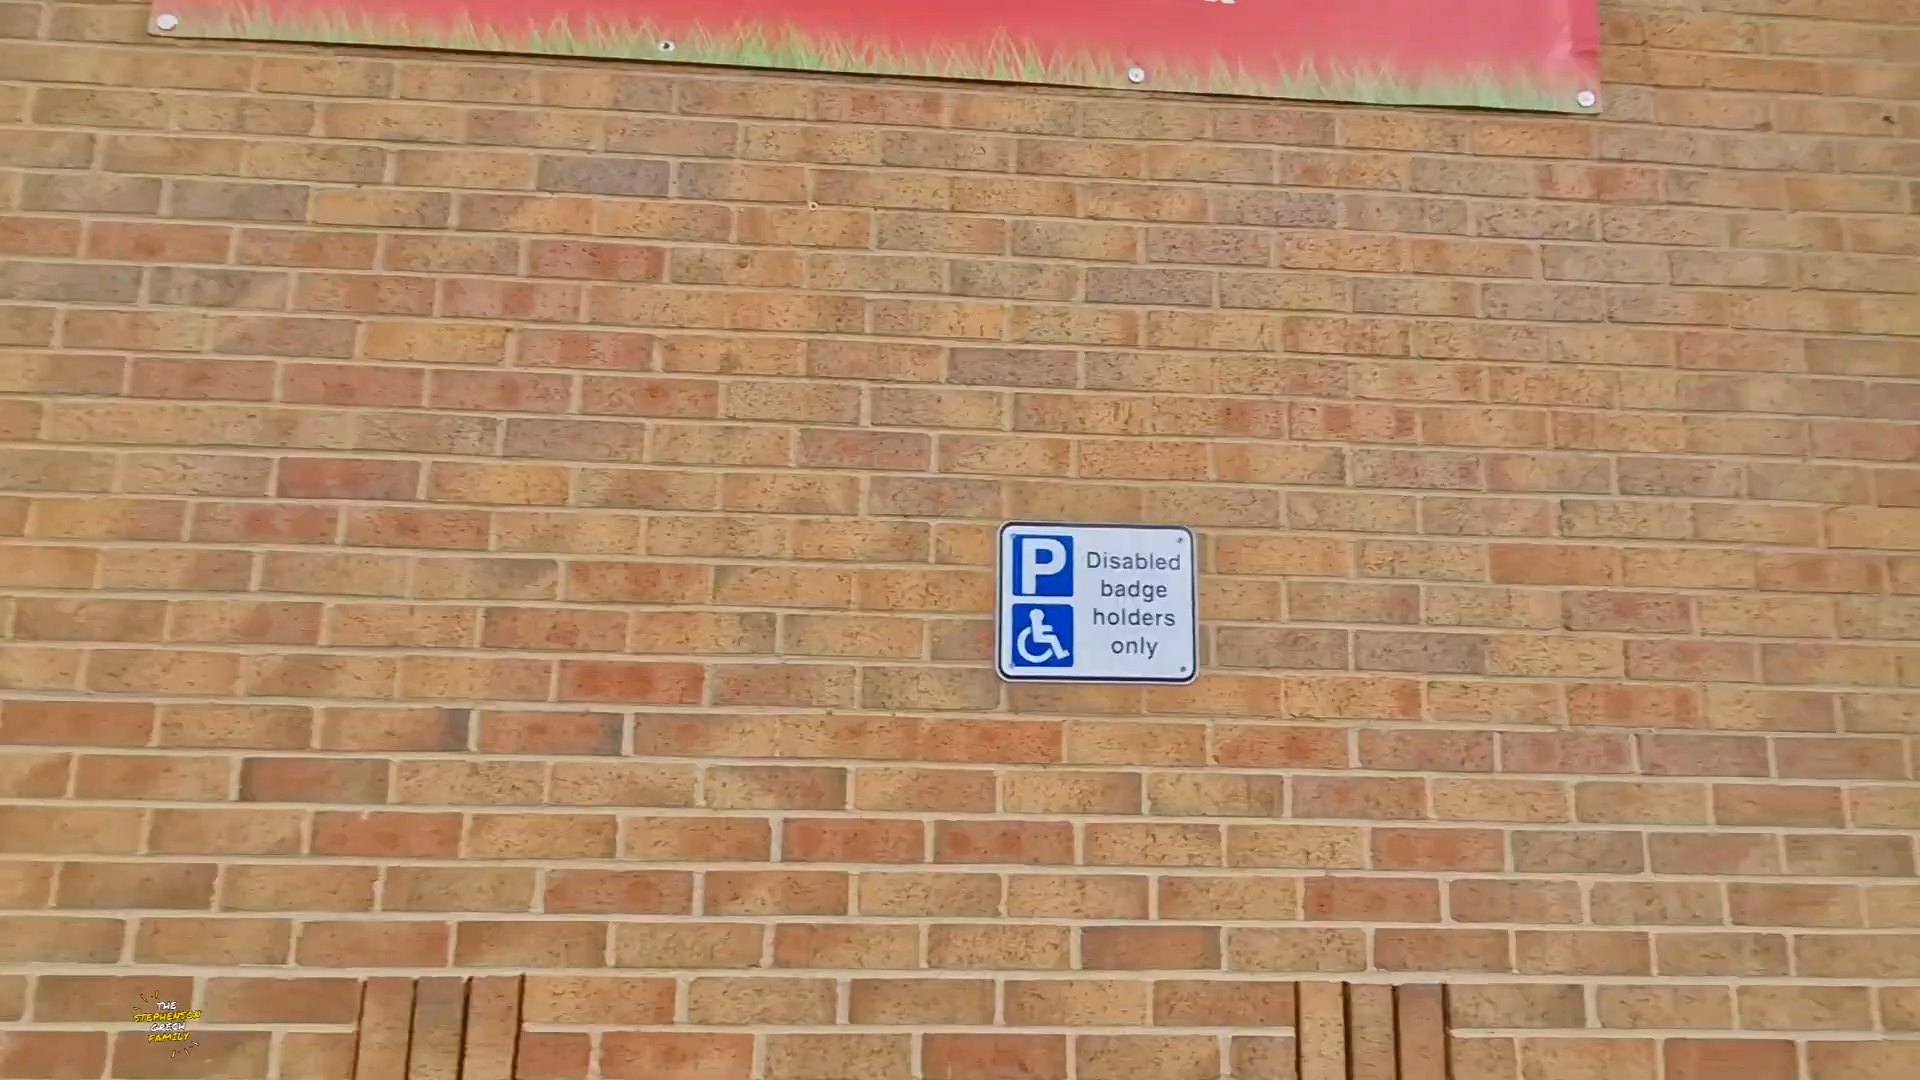 P
Disabled
badge
holders
only
THE
STEPHENSON
GRECH
FAMILY